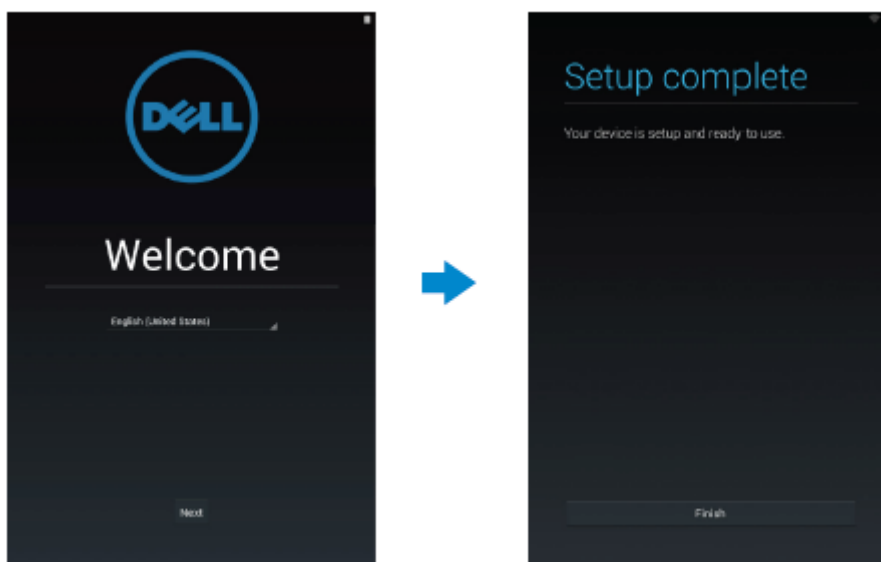 DELL
Welcome
English (United States)
Next
Setup complete
Your device is setup and ready to use.
Finish